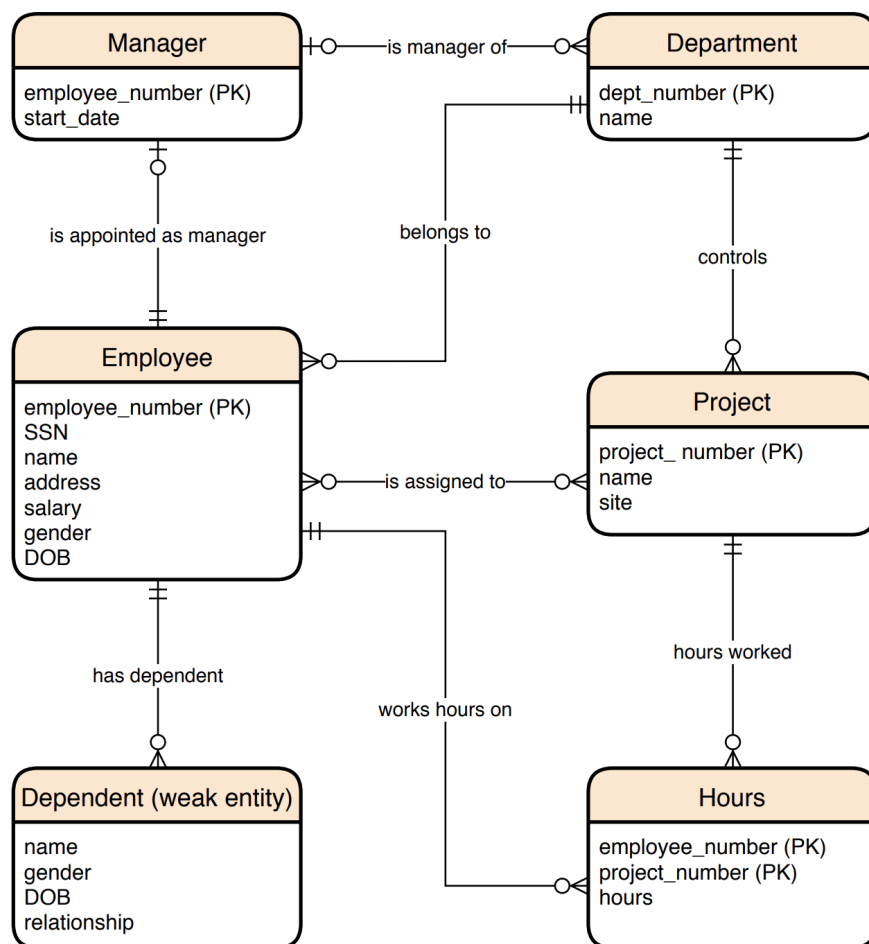 Manager
employee_number (PK)
start_date
is manager of
Department
dept_number (PK)
name
is appointed as manager
belongs to
controls
Employee
employee_number (PK)
SSN
name
address
salary
gender
DOB
is assigned to
Project
project_ number (PK)
name
site
has dependent
works hours on
hours worked
Dependent (weak entity)
name
gender
DOB
relationship
Hours
employee_number (PK)
project_number (PK)
hours